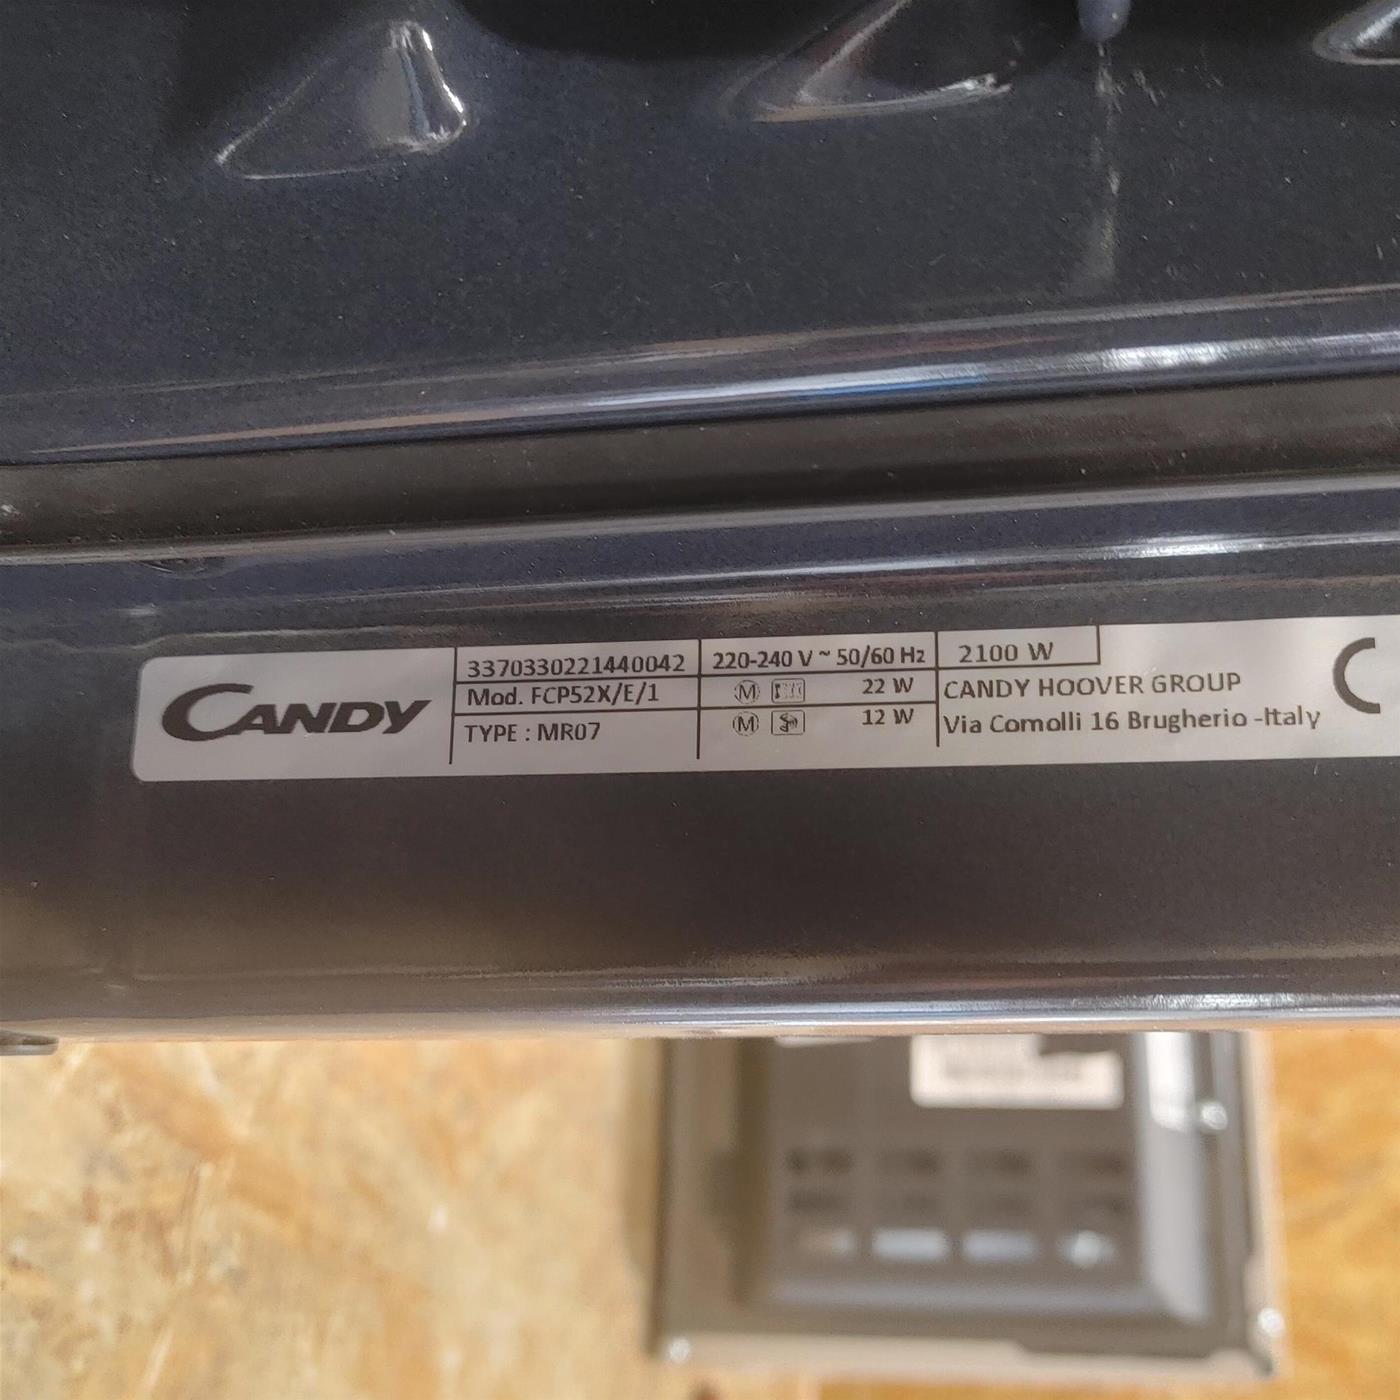 CANDY
3370330221440042
Mod. FCP52X/E/1
TYPE : MR07
220-240 V ~ 50/60 Hz
M 22 W
M 12 W
2100 W
CANDY HOOVER GROUP
Via Comolli 16 Brugherio -Italy
C